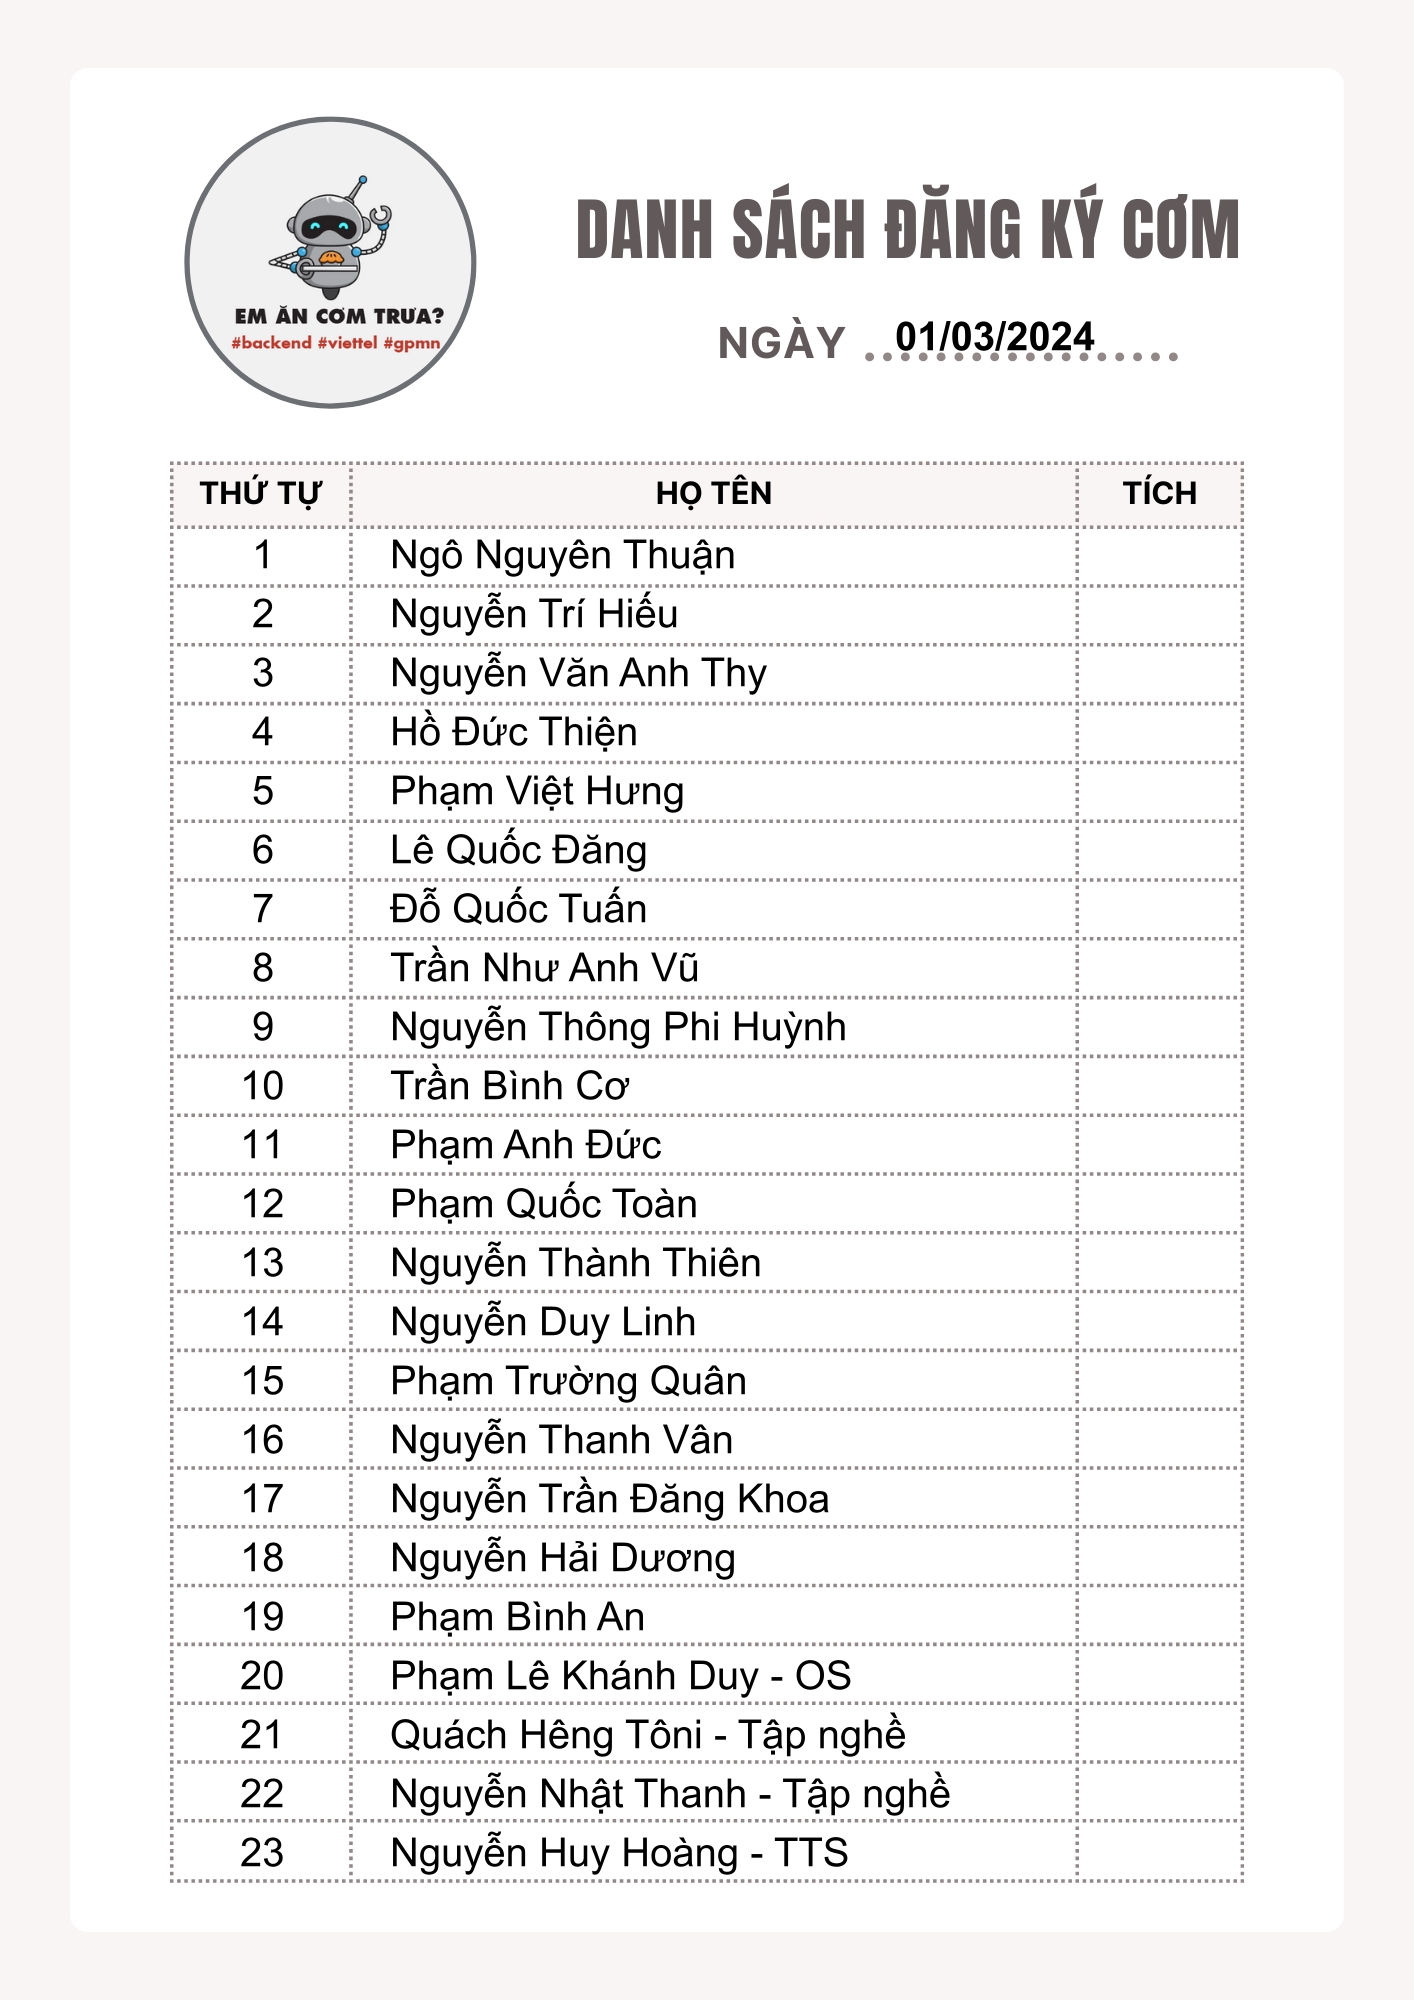 EM ĂN CƠM TRƯA?
#backend #viettel #gpmn
DANH SÁCH ĐĂNG KÝ CƠM
NGÀY 01/03/2024
THỨ TỰ HỌ TÊN TÍCH
1 Ngô Nguyên Thuận
2 Nguyễn Trí Hiếu
3 Nguyễn Văn Anh Thy
4 Hồ Đức Thiện
5 Phạm Việt Hưng
6 Lê Quốc Đăng
7 Đỗ Quốc Tuấn
8 Trần Như Anh Vũ
9 Nguyễn Thông Phi Huỳnh
10 Trần Bình Cơ
11 Phạm Anh Đức
12 Phạm Quốc Toàn
13 Nguyễn Thành Thiên
14 Nguyễn Duy Linh
15 Phạm Trường Quân
16 Nguyễn Thanh Vân
17 Nguyễn Trần Đăng Khoa
18 Nguyễn Hải Dương
19 Phạm Bình An
20 Phạm Lê Khánh Duy - OS
21 Quách Hêng Tôni - Tập nghề
22 Nguyễn Nhật Thanh - Tập nghề
23 Nguyễn Huy Hoàng - TTS